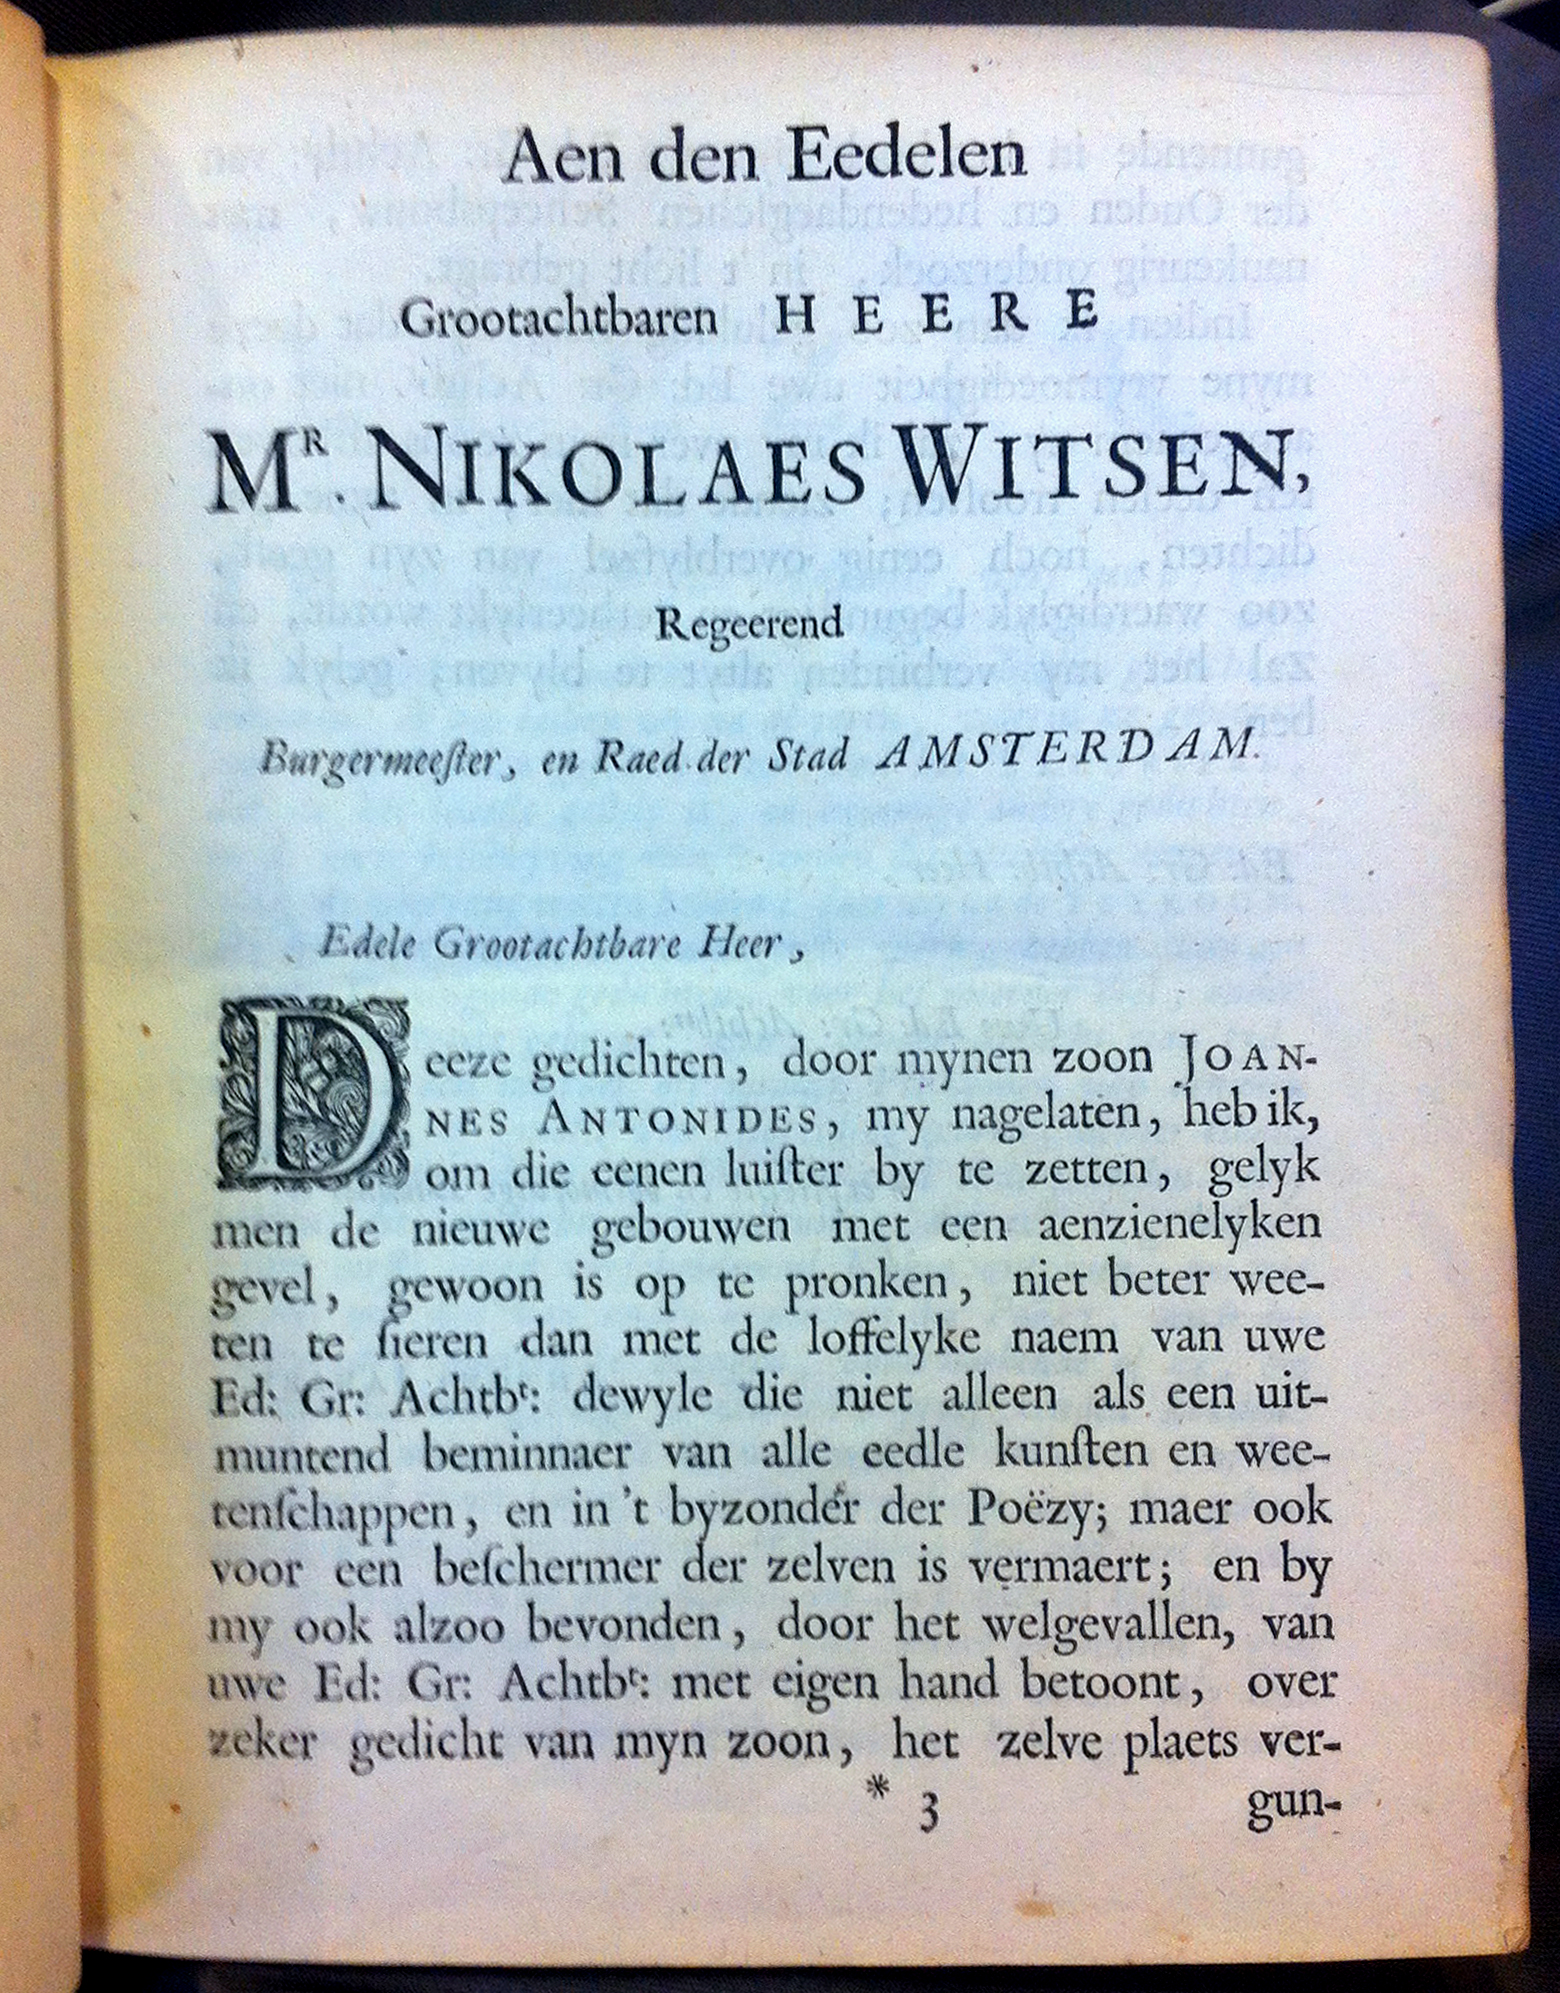 Aen den Eedelen
Grootachtbaren HEERE
Mᴿ. NIKOLAES WITSEN,
Regeerend
Burgermeeſter, en Raed der Stad AMSTERDAM.
Edele Grootachtbare Heer,
Deeze gedichten, door mynen zoon JOAN-
NES ANTONIDES, my nagelaten, heb ik,
om die eenen luiſter by te zetten, gelyk
men de nieuwe gebouwen met een aenzienelyken
gevel, gewoon is op te pronken, niet beter wee-
ten te ſieren dan met de loffelyke naem van uwe
Ed: Gr: Achtbᵗ: dewyle die niet alleen als een uit-
muntend beminnaer van alle eedle kunſten en wee-
tenſchappen, en in 't byzonder der Poëzy; maer ook
voor een beſchermer der zelven is vermaert; en by
my ook alzoo bevonden, door het welgevallen, van
uwe Ed: Gr: Achtbᵗ: met eigen hand betoont, over
zeker gedicht van myn zoon, het zelve plaets ver-
* 3 gun-